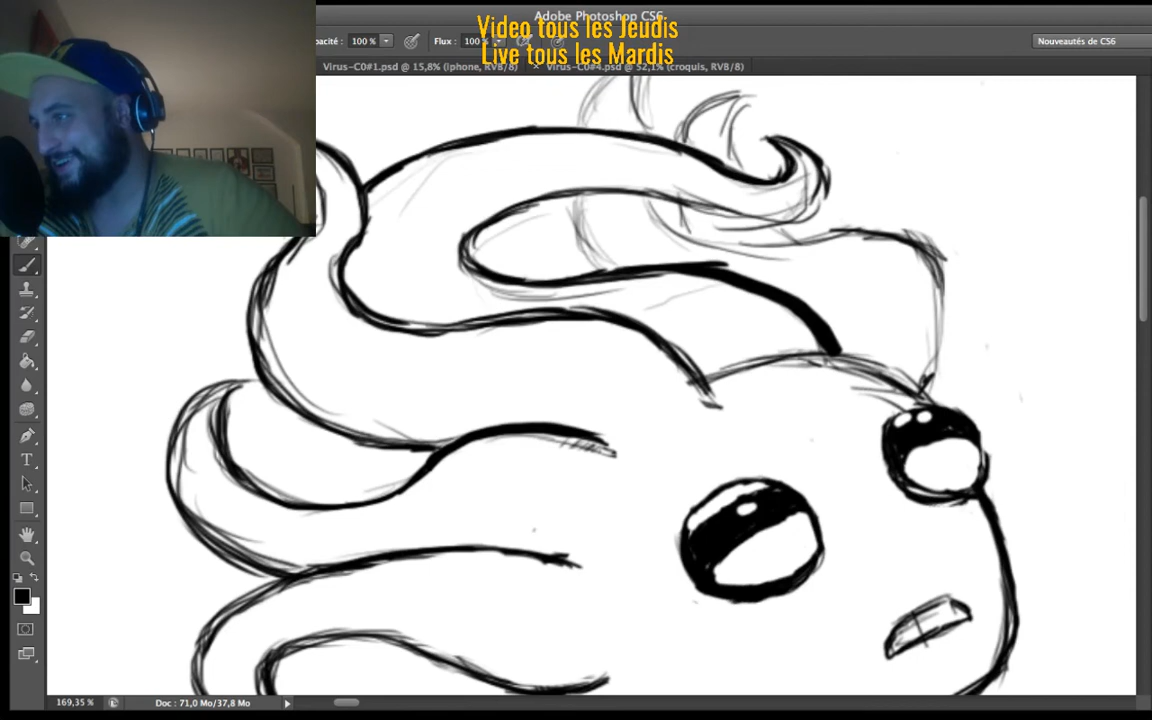 Adobe Photoshop CS6
Video tous les Jeudis
Live tous les Mardis
pacité : 100 % Flux : 100 % Nouveautés de CS6
Virus-C0#1.psd @ 15,8% (iphone, RVB/8) × Virus-C0#4.psd @ 52,1% (croquis, RVB/8)
T
169,35 % Doc : 71,0 Mo/37,8 Mo